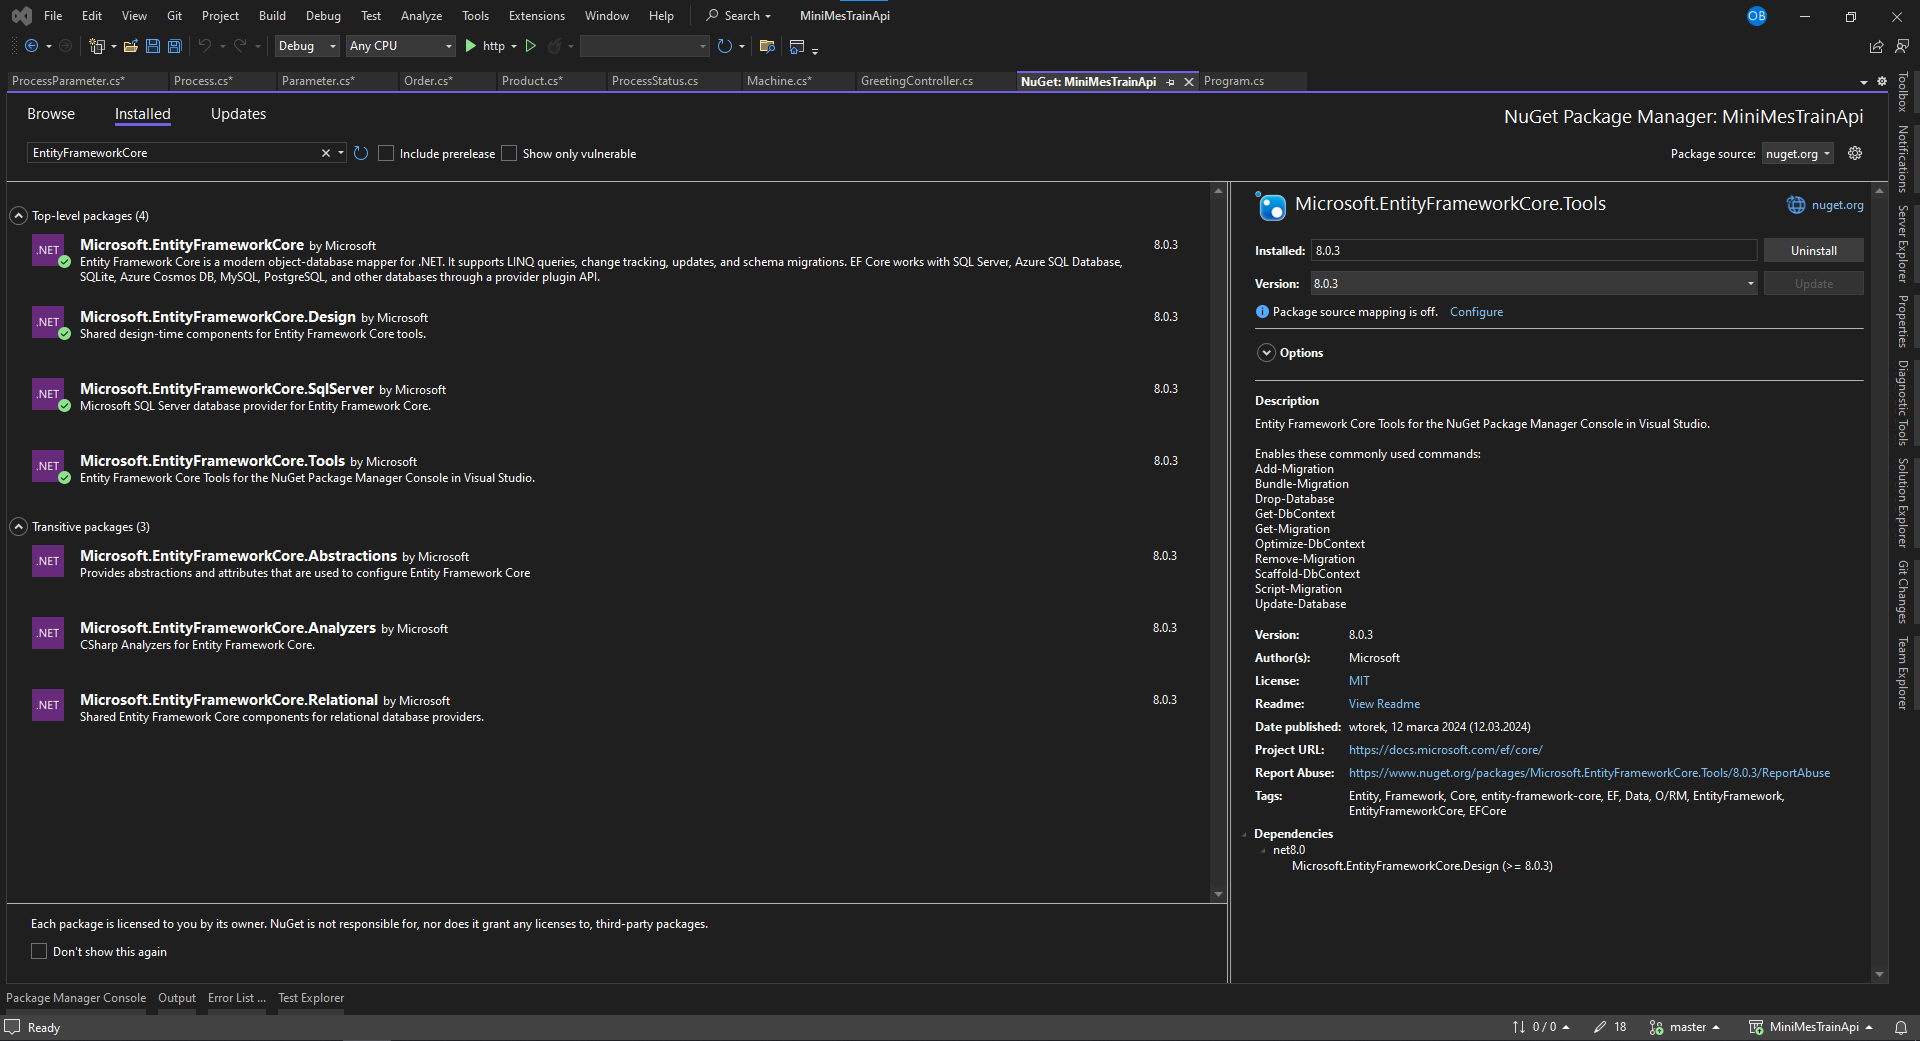 File Edit View Git Project Build Debug Test Analyze Tools Extensions Window Help Search MiniMesTrainApi OB
Debug Any CPU http
ProcessParameter.cs* Process.cs* Parameter.cs* Order.cs* Product.cs* ProcessStatus.cs Machine.cs* GreetingController.cs NuGet: MiniMesTrainApi Program.cs
Browse Installed Updates
NuGet Package Manager: MiniMesTrainApi
EntityFrameworkCore Include prerelease Show only vulnerable
Package source: nuget.org
Top-level packages (4)
.NET Microsoft.EntityFrameworkCore by Microsoft 8.0.3
Entity Framework Core is a modern object-database mapper for .NET. It supports LINQ queries, change tracking, updates, and schema migrations. EF Core works with SQL Server, Azure SQL Database,
SQLite, Azure Cosmos DB, MySQL, PostgreSQL, and other databases through a provider plugin API.
.NET Microsoft.EntityFrameworkCore.Design by Microsoft 8.0.3
Shared design-time components for Entity Framework Core tools.
.NET Microsoft.EntityFrameworkCore.SqlServer by Microsoft 8.0.3
Microsoft SQL Server database provider for Entity Framework Core.
.NET Microsoft.EntityFrameworkCore.Tools by Microsoft 8.0.3
Entity Framework Core Tools for the NuGet Package Manager Console in Visual Studio.
Transitive packages (3)
.NET Microsoft.EntityFrameworkCore.Abstractions by Microsoft 8.0.3
Provides abstractions and attributes that are used to configure Entity Framework Core
.NET Microsoft.EntityFrameworkCore.Analyzers by Microsoft 8.0.3
CSharp Analyzers for Entity Framework Core.
.NET Microsoft.EntityFrameworkCore.Relational by Microsoft 8.0.3
Shared Entity Framework Core components for relational database providers.
Each package is licensed to you by its owner. NuGet is not responsible for, nor does it grant any licenses to, third-party packages.
Don't show this again
Microsoft.EntityFrameworkCore.Tools nuget.org
Installed: 8.0.3 Uninstall
Version: 8.0.3 Update
Package source mapping is off. Configure
Options
Description
Entity Framework Core Tools for the NuGet Package Manager Console in Visual Studio.
Enables these commonly used commands:
Add-Migration
Bundle-Migration
Drop-Database
Get-DbContext
Get-Migration
Optimize-DbContext
Remove-Migration
Scaffold-DbContext
Script-Migration
Update-Database
Version: 8.0.3
Author(s): Microsoft
License: MIT
Readme: View Readme
Date published: wtorek, 12 marca 2024 (12.03.2024)
Project URL: https://docs.microsoft.com/ef/core/
Report Abuse: https://www.nuget.org/packages/Microsoft.EntityFrameworkCore.Tools/8.0.3/ReportAbuse
Tags: Entity, Framework, Core, entity-framework-core, EF, Data, O/RM, EntityFramework,
EntityFrameworkCore, EFCore
Dependencies
net8.0
Microsoft.EntityFrameworkCore.Design (>= 8.0.3)
Toolbox
Notifications
Server Explorer
Properties
Diagnostic Tools
Solution Explorer
Git Changes
Team Explorer
Package Manager Console Output Error List ... Test Explorer
Ready 0 / 0 18 master MiniMesTrainApi